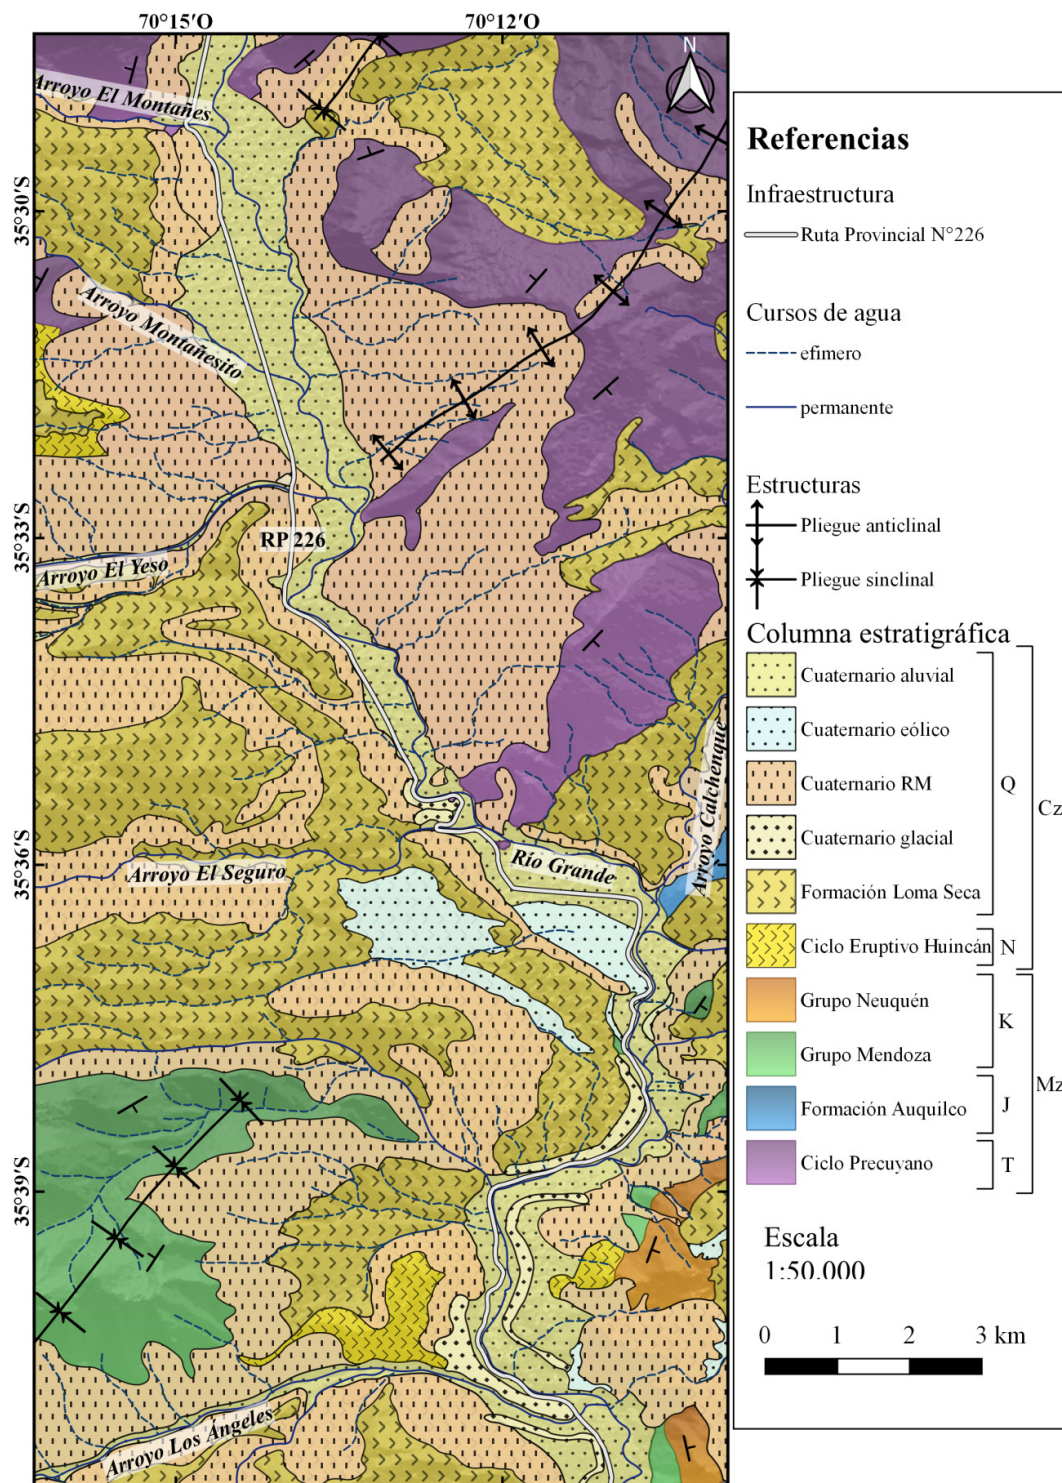 70°15′O
70°12′O
N
Arroyo El Montañes
35°30′S
Arroyo Montañesito
35°33′S
RP 226
Arroyo El Yeso
Arroyo Calchenque
35°36′S
Río Grande
Arroyo El Seguro
35°39′S
Arroyo Los Ángeles
Referencias
Infraestructura
Ruta Provincial N°226
Cursos de agua
efimero
permanente
Estructuras
Pliegue anticlinal
Pliegue sinclinal
Columna estratigráfica
Cuaternario aluvial
Cuaternario eólico
Cuaternario RM
Q
Cz
Cuaternario glacial
Formación Loma Seca
Ciclo Eruptivo Huincán
N
Grupo Neuquén
K
Grupo Mendoza
Mz
Formación Auquilco
J
Ciclo Precuyano
T
Escala
1:50.000
0 1 2 3 km